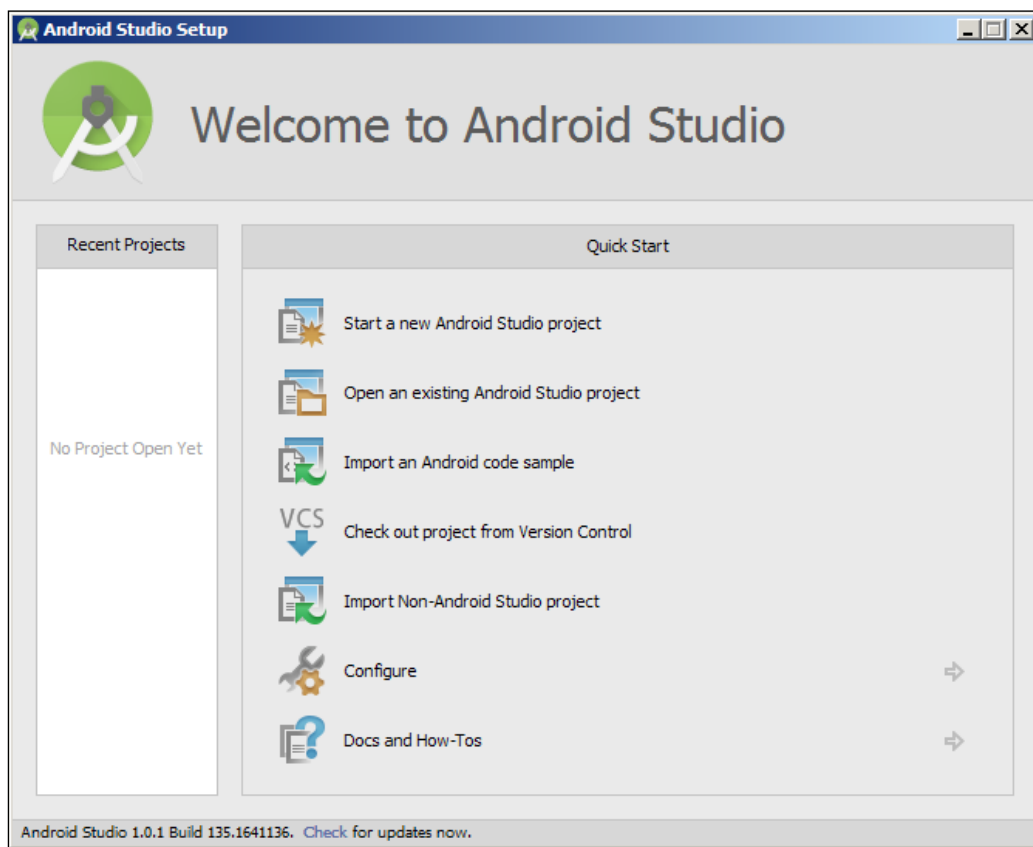 Android Studio Setup
Welcome to Android Studio
Recent Projects
No Project Open Yet
Quick Start
Start a new Android Studio project
Open an existing Android Studio project
Import an Android code sample
VCS
Check out project from Version Control
Import Non-Android Studio project
Configure
Docs and How-Tos
Android Studio 1.0.1 Build 135.1641136. Check for updates now.